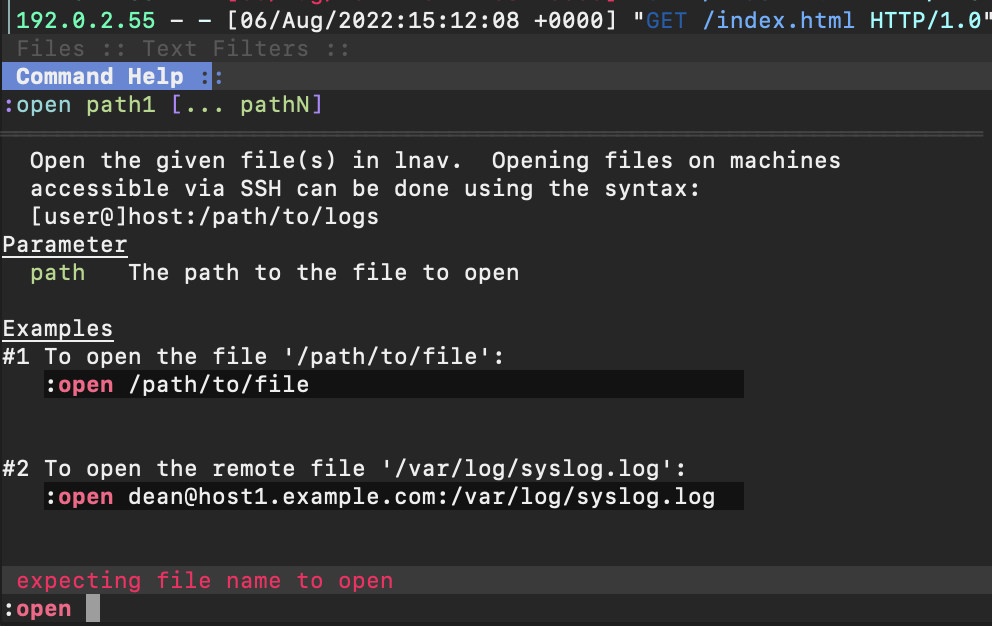 192.0.2.55 - - [06/Aug/2022:15:12:08 +0000] "GET /index.html HTTP/1.0"
Files :: Text Filters ::
Command Help ::
:open path1 [... pathN]
Open the given file(s) in lnav.  Opening files on machines
accessible via SSH can be done using the syntax:
[user@]host:/path/to/logs
Parameter
path   The path to the file to open
Examples
#1 To open the file '/path/to/file':
:open /path/to/file
#2 To open the remote file '/var/log/syslog.log':
:open dean@host1.example.com:/var/log/syslog.log
expecting file name to open
:open